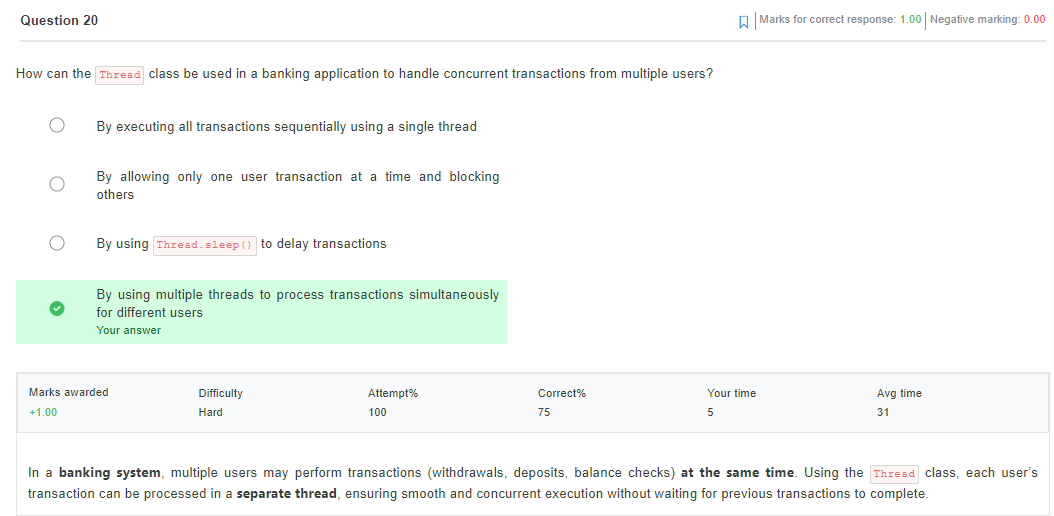 Question 20
Marks for correct response: 1.00 Negative marking: 0.00
How can the Thread class be used in a banking application to handle concurrent transactions from multiple users?
By executing all transactions sequentially using a single thread
By allowing only one user transaction at a time and blocking
others
By using Thread.sleep() to delay transactions
By using multiple threads to process transactions simultaneously
for different users
Your answer
Marks awarded Difficulty Attempt% Correct% Your time Avg time
+1.00 Hard 100 75 5 31
In a banking system, multiple users may perform transactions (withdrawals, deposits, balance checks) at the same time. Using the Thread class, each user's
transaction can be processed in a separate thread, ensuring smooth and concurrent execution without waiting for previous transactions to complete.